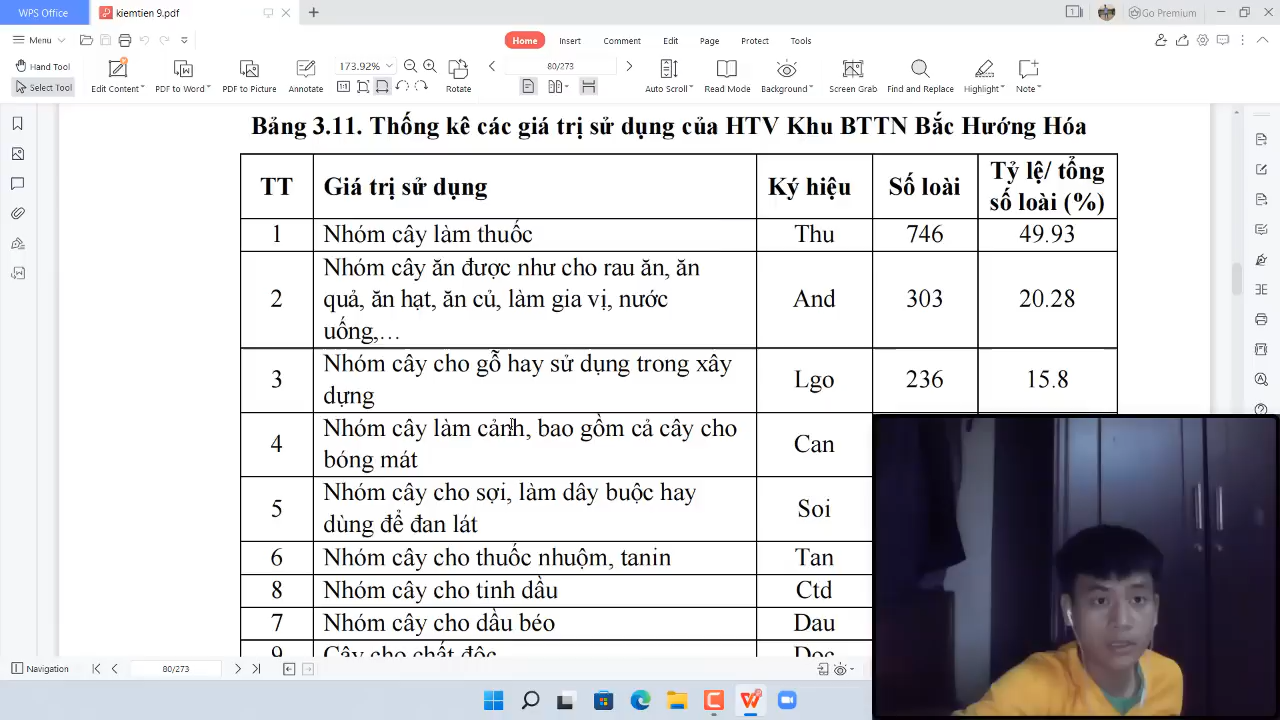 WPS Office
kiemtien 9.pdf
1
Go Premium
Menu
Home
Insert
Comment
Edit
Page
Protect
Tools
Hand Tool
Select Tool
Edit Content
PDF to Word
PDF to Picture
Annotate
173.92%
Rotate
80/273
Auto Scroll
Read Mode
Background
Screen Grab
Find and Replace
Highlight
Note
Bảng 3.11. Thống kê các giá trị sử dụng của HTV Khu BTTN Bắc Hướng Hóa
TT
Giá trị sử dụng
Ký hiệu
Số loài
Tỷ lệ/ tổng
số loài (%)
1
Nhóm cây làm thuốc
Thu
746
49.93
2
Nhóm cây ăn được như cho rau ăn, ăn
quả, ăn hạt, ăn củ, làm gia vị, nước
uống,…
And
303
20.28
3
Nhóm cây cho gỗ hay sử dụng trong xây
dựng
Lgo
236
15.8
4
Nhóm cây làm cảnh, bao gồm cả cây cho
bóng mát
Can
5
Nhóm cây cho sợi, làm dây buộc hay
dùng để đan lát
Soi
6
Nhóm cây cho thuốc nhuộm, tanin
Tan
8
Nhóm cây cho tinh dầu
Ctd
7
Nhóm cây cho dầu béo
Dau
9
Cây cho chất độc
Doc
Navigation
80/273